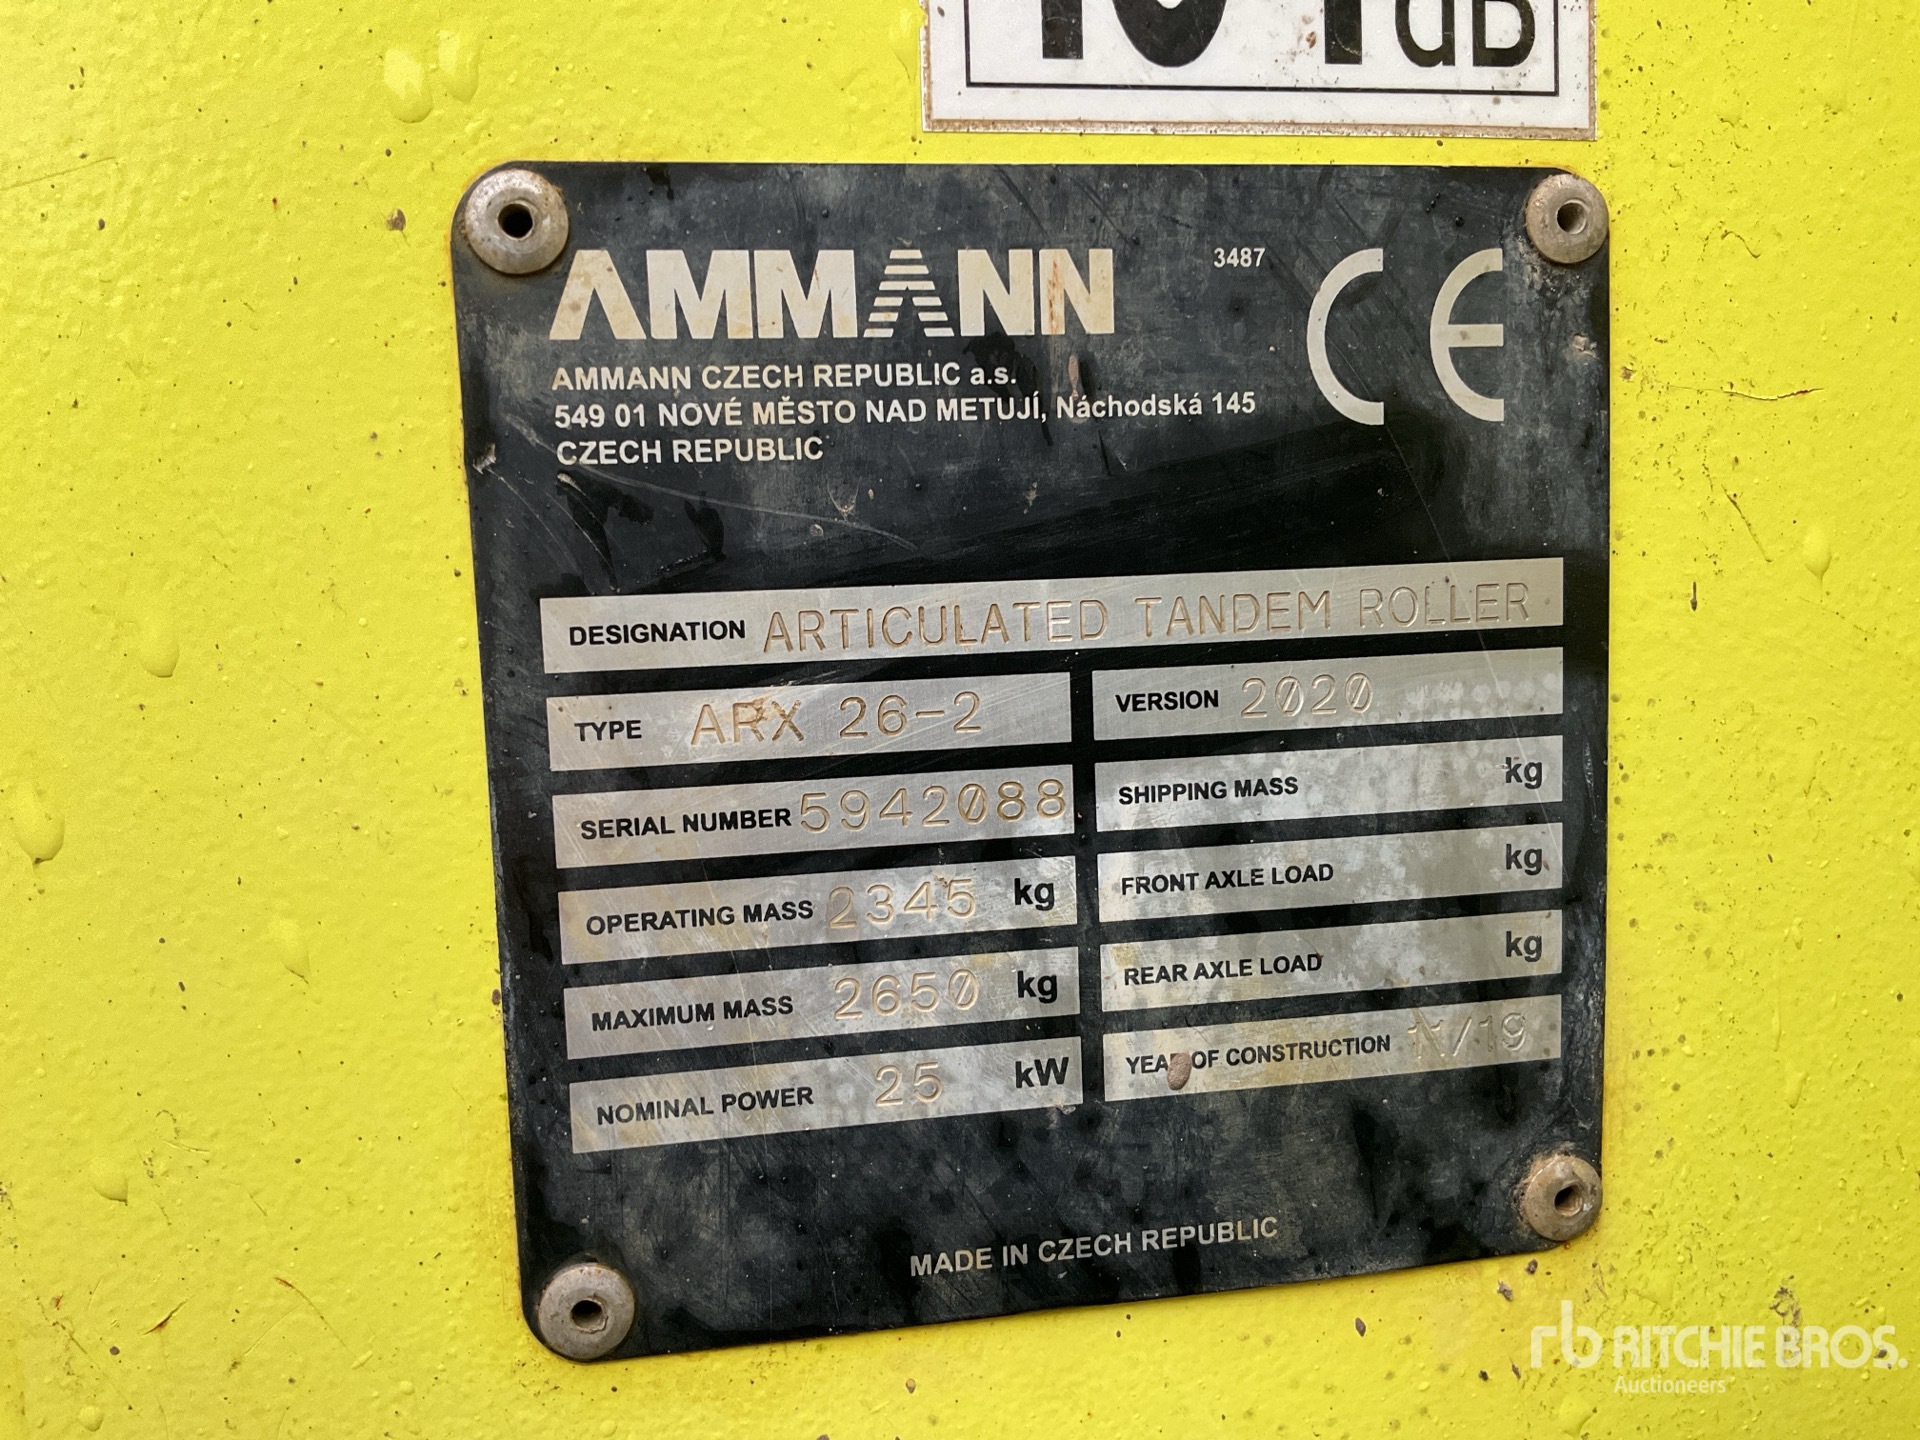 dB
AMMANN
3487
CE
AMMANN CZECH REPUBLIC a.s.
549 01 NOVÉ MĚSTO NAD METUJÍ, Náchodská 145
CZECH REPUBLIC
DESIGNATION ARTICULATED TANDEM ROLLER
TYPE ARX 26-2
VERSION 2020
SERIAL NUMBER 5942088
SHIPPING MASS kg
OPERATING MASS 2345 kg
FRONT AXLE LOAD kg
MAXIMUM MASS 2650 kg
REAR AXLE LOAD kg
NOMINAL POWER 25 kW
YEAR OF CONSTRUCTION 11/19
MADE IN CZECH REPUBLIC
rb RITCHIE BROS.
Auctioneers